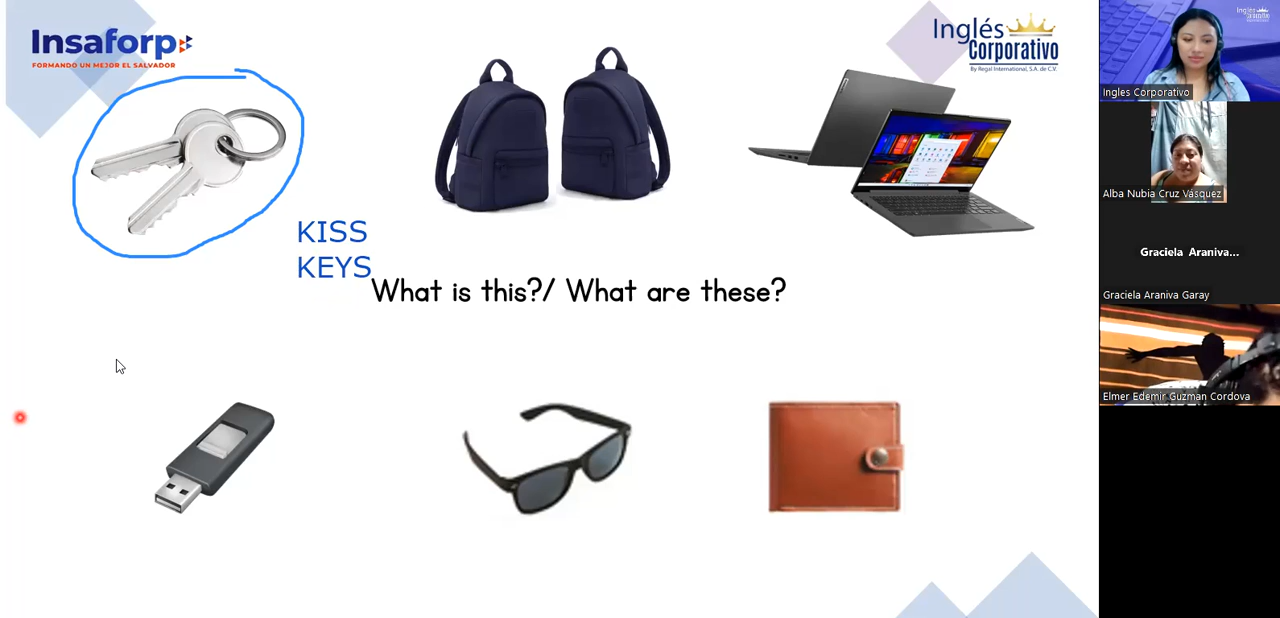 Insaforp
FORMANDO UN MEJOR EL SALVADOR
Inglés
Corporativo
By Regal International, S.A. de C.V.
KISS
KEYS
What is this?/ What are these?
Ingles Corporativo
Alba Nubia Cruz Vásquez
Graciela Araniva...
Graciela Araniva Garay
Elmer Edemir Guzman Cordova